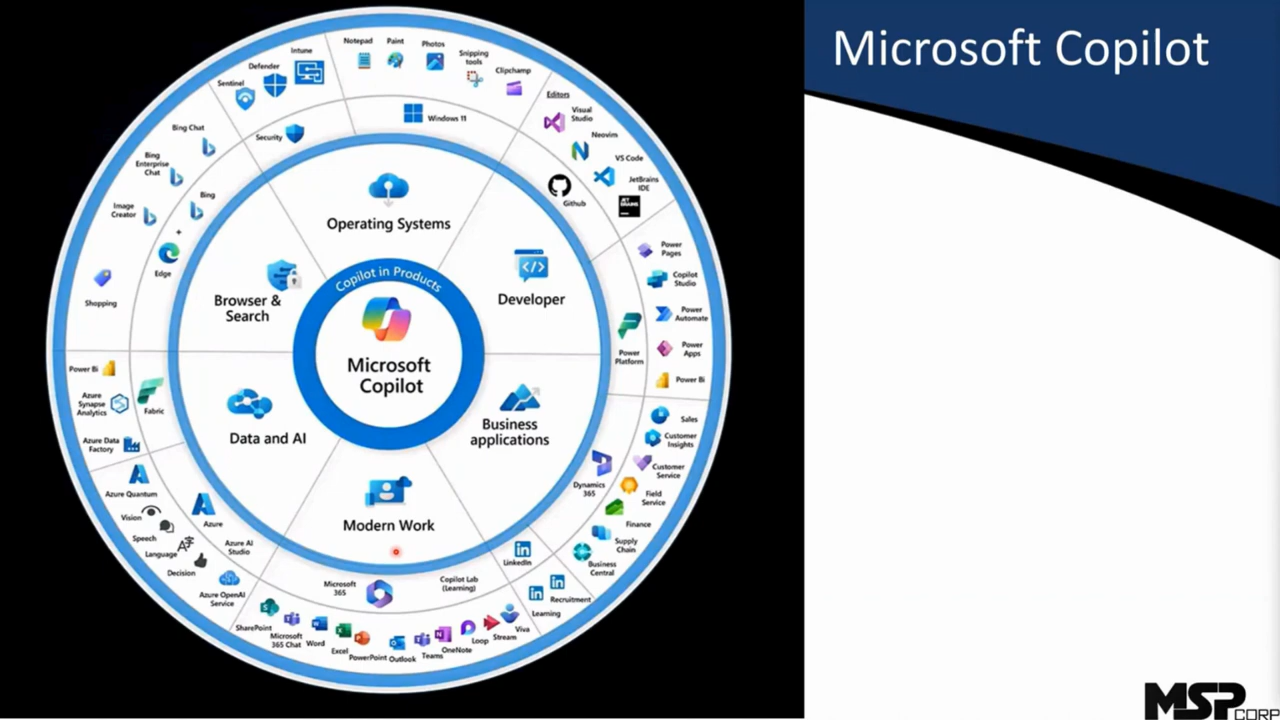 Microsoft Copilot
Copilot in Products
Microsoft
Copilot
Operating Systems
Windows 11
Notepad
Paint
Photos
Snipping
tools
Clipchamp
Developer
Editors
Visual
Studio
Neovim
VS Code
JetBrains
IDE
JET
BRAINS
Github
Business
applications
Power
Platform
Power
Pages
Copilot
Studio
Power
Automate
Power
Apps
Power Bi
Dynamics
365
Sales
Customer
Insights
Customer
Service
Field
Service
Finance
Supply
Chain
Business
Central
LinkedIn
Recruitment
Learning
Modern Work
Microsoft
365
Copilot Lab
(Learning)
Viva
Stream
Loop
OneNote
Teams
Outlook
PowerPoint
Excel
Word
Microsoft
365 Chat
SharePoint
Data and AI
Azure
Azure AI
Studio
Azure OpenAI
Service
Decision
Language
Speech
Vision
Azure Quantum
Fabric
Azure Data
Factory
Azure
Synapse
Analytics
Power Bi
Browser &
Search
Edge
+
Bing
Shopping
Image
Creator
Bing
Enterprise
Chat
Bing Chat
Security
Sentinel
Defender
Intune
MSP
CORP